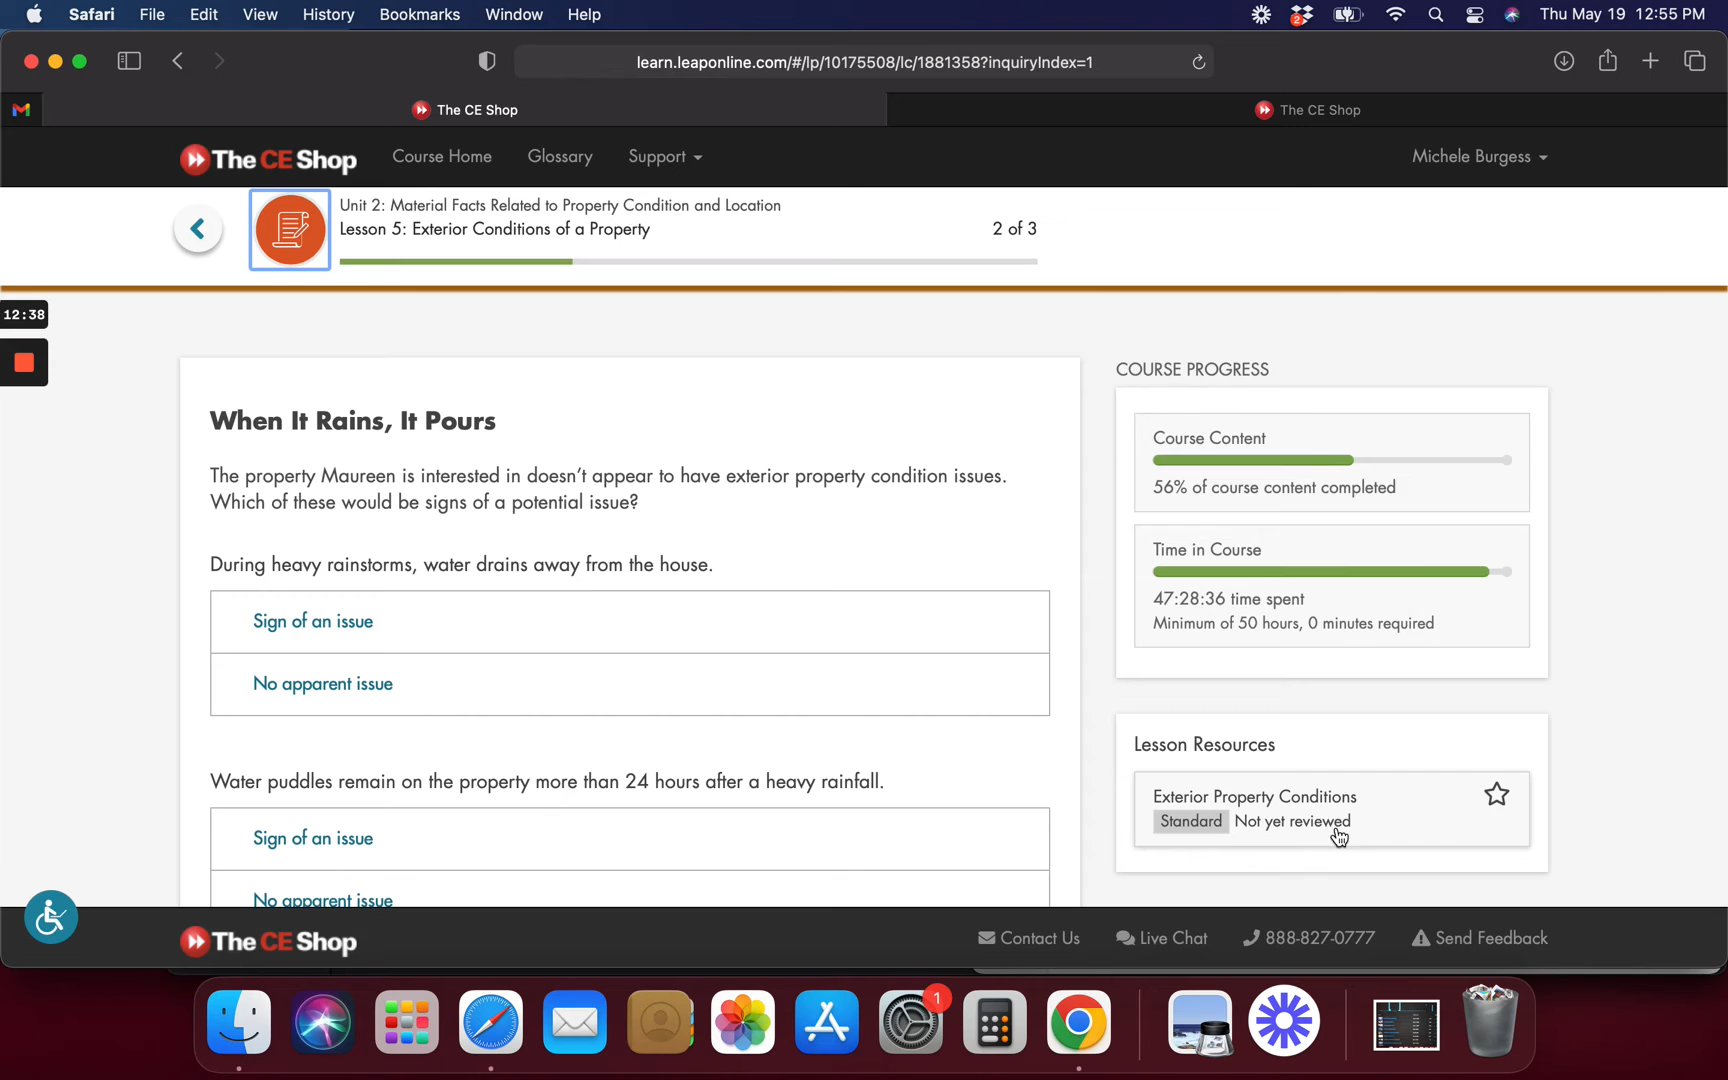 Safari File Edit View History Bookmarks Window Help
2
Thu May 19 12:55 PM
learn.leaponline.com/#/lp/10175508/lc/1881358?inquiryIndex=1
The CE Shop
The CE Shop
The CE Shop
Course Home Glossary Support
Michele Burgess
Unit 2: Material Facts Related to Property Condition and Location
Lesson 5: Exterior Conditions of a Property
2 of 3
12:38
When It Rains, It Pours
The property Maureen is interested in doesn't appear to have exterior property condition issues.
Which of these would be signs of a potential issue?
During heavy rainstorms, water drains away from the house.
Sign of an issue
No apparent issue
Water puddles remain on the property more than 24 hours after a heavy rainfall.
Sign of an issue
No apparent issue
COURSE PROGRESS
Course Content
56% of course content completed
Time in Course
47:28:36 time spent
Minimum of 50 hours, 0 minutes required
Lesson Resources
Exterior Property Conditions
Standard Not yet reviewed
The CE Shop
Contact Us Live Chat 888-827-0777 Send Feedback
1